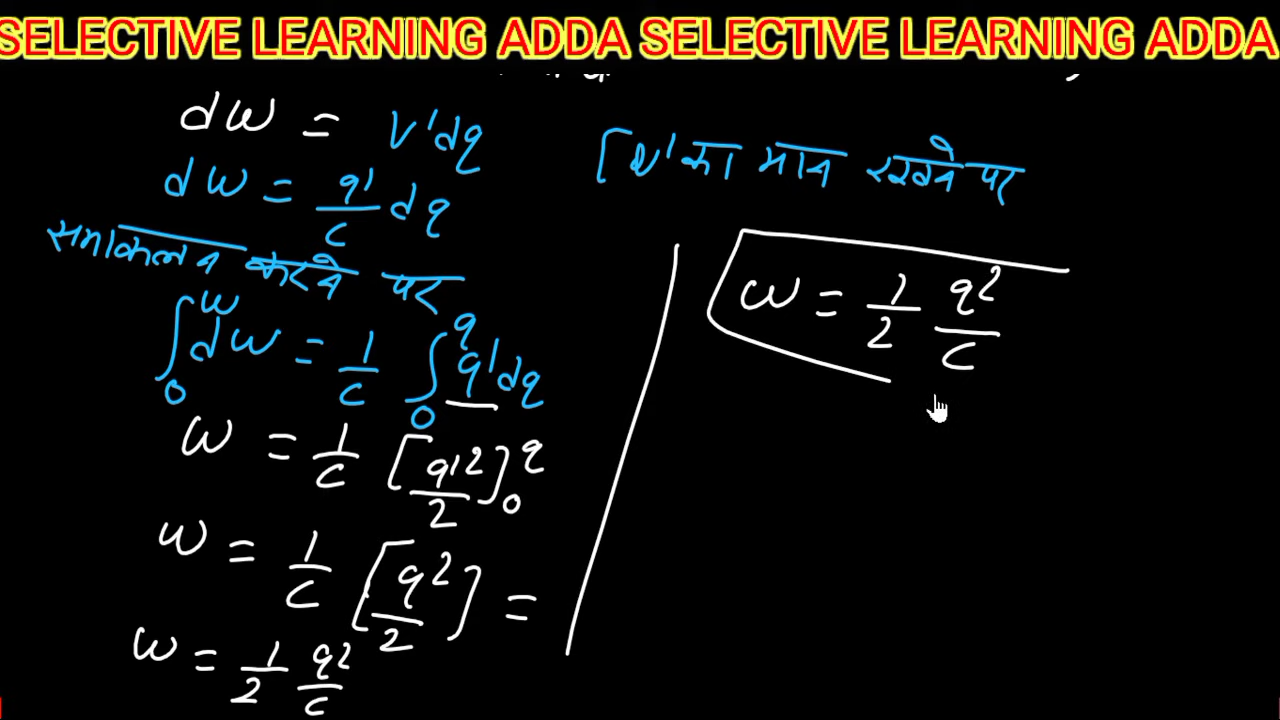 SELECTIVE LEARNING ADDA SELECTIVE LEARNING ADDA
dw = v'dq [v' का मान रखने पर
dw = q'/c dq
समाकलन करने पर
∫₀^w dw = 1/c ∫₀^q q'dq
w = 1/c [q'²/2]₀^q
w = 1/c [q²/2] =
w = 1/2 q²/c
w = 1/2 q²/c